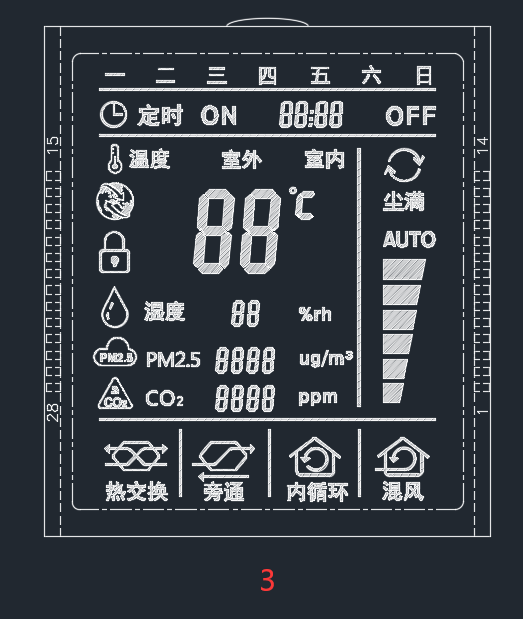 一 二 三 四 五 六 日
定时 ON 88:88 OFF
温度 室外 室内
15
14
尘满
88 ℃
AUTO
湿度 88 %rh
PM2.5 PM2.5 8888 ug/m³
CO₂ CO₂ 8888 ppm
28
1
热交换 旁通 内循环 混风
3